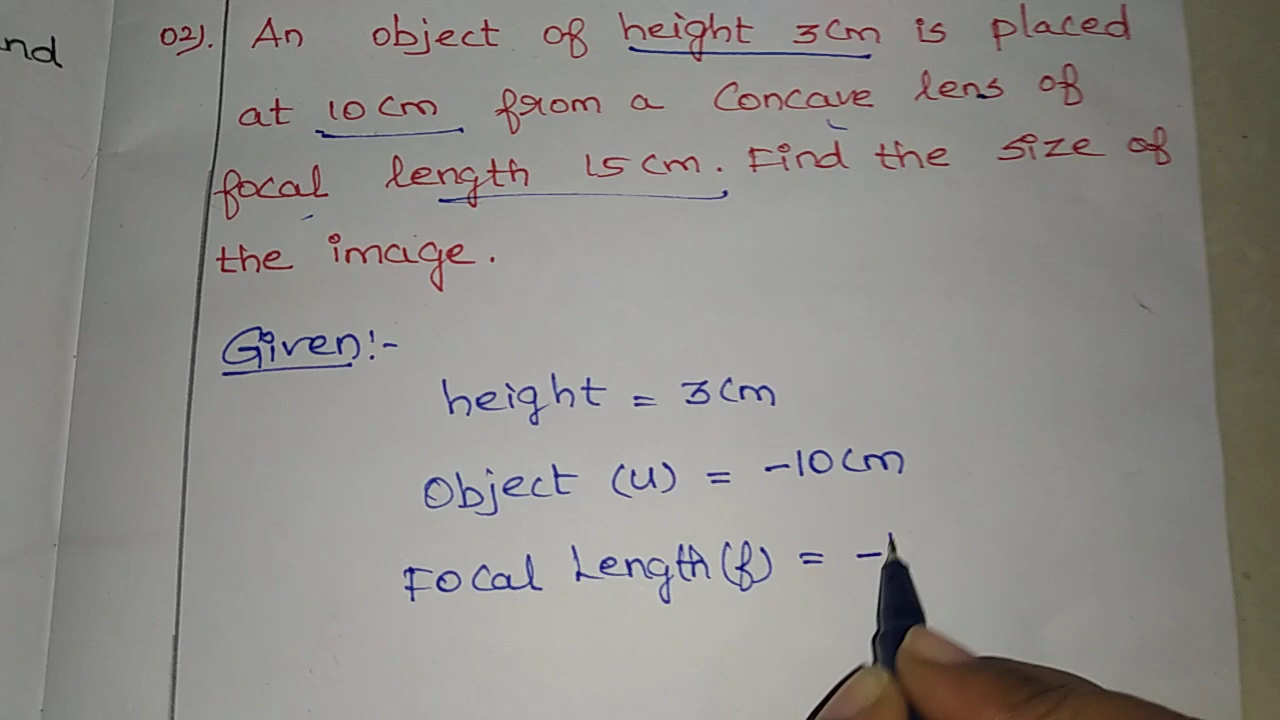 nd
02). An object of height 3cm is placed
at 10cm from a Concave lens of
focal length 15cm. Find the size of
the image.
Given:-
height = 3cm
Object (u) = -10cm
Focal Length(f) = -1